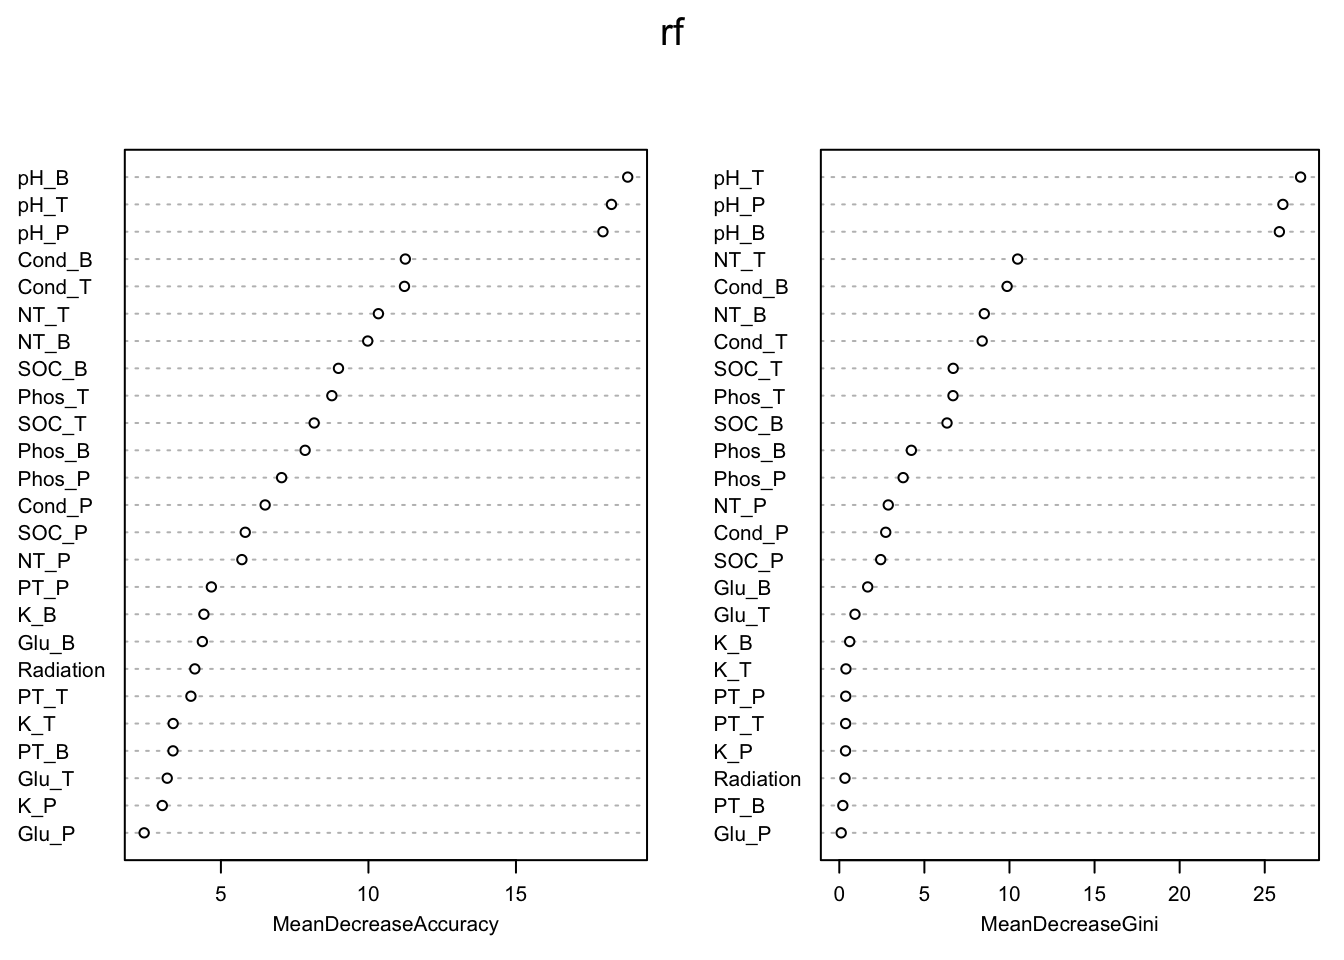 rf
pH_B
pH_T
pH_P
Cond_B
Cond_T
NT_T
NT_B
SOC_B
Phos_T
SOC_T
Phos_B
Phos_P
Cond_P
SOC_P
NT_P
PT_P
K_B
Glu_B
Radiation
PT_T
K_T
PT_B
Glu_T
K_P
Glu_P
5 10 15
MeanDecreaseAccuracy
pH_T
pH_P
pH_B
NT_T
Cond_B
NT_B
Cond_T
SOC_T
Phos_T
SOC_B
Phos_B
Phos_P
NT_P
Cond_P
SOC_P
Glu_B
Glu_T
K_B
K_T
PT_P
PT_T
K_P
Radiation
PT_B
Glu_P
0 5 10 15 20 25
MeanDecreaseGini